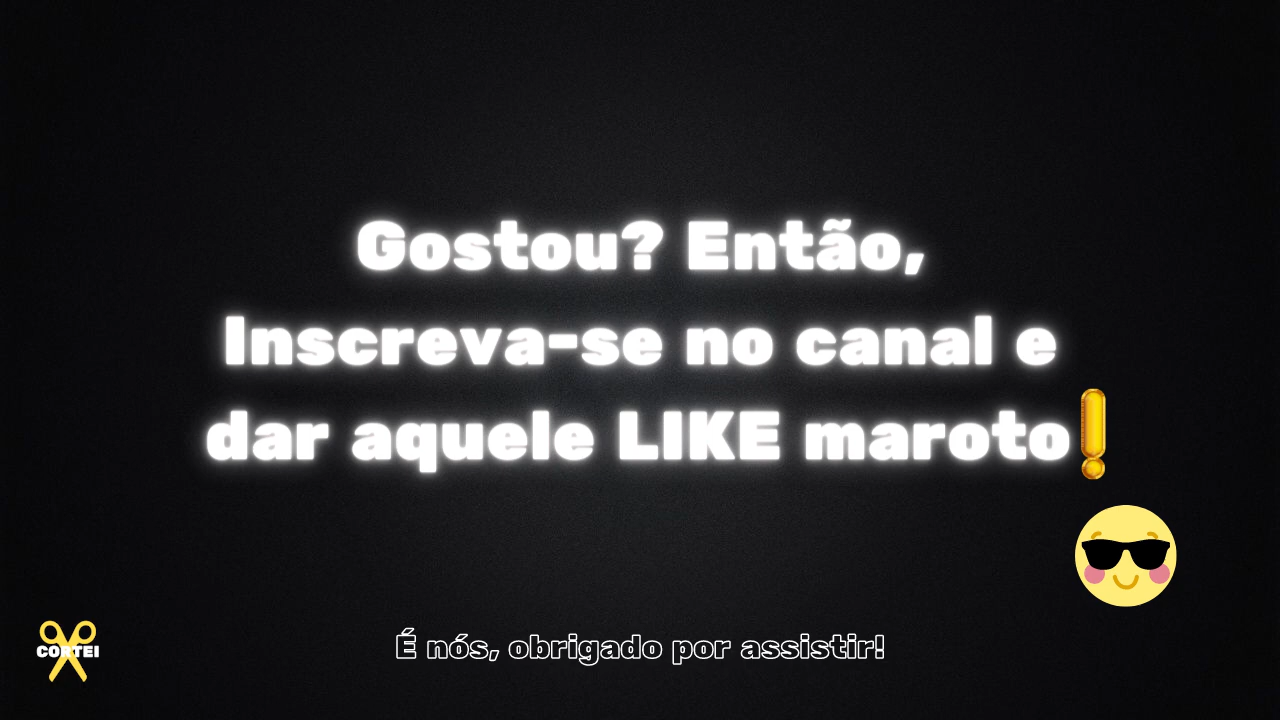 Gostou? Então,
Inscreva-se no canal e
dar aquele LIKE maroto!
É nós, obrigado por assistir!
CORTEI